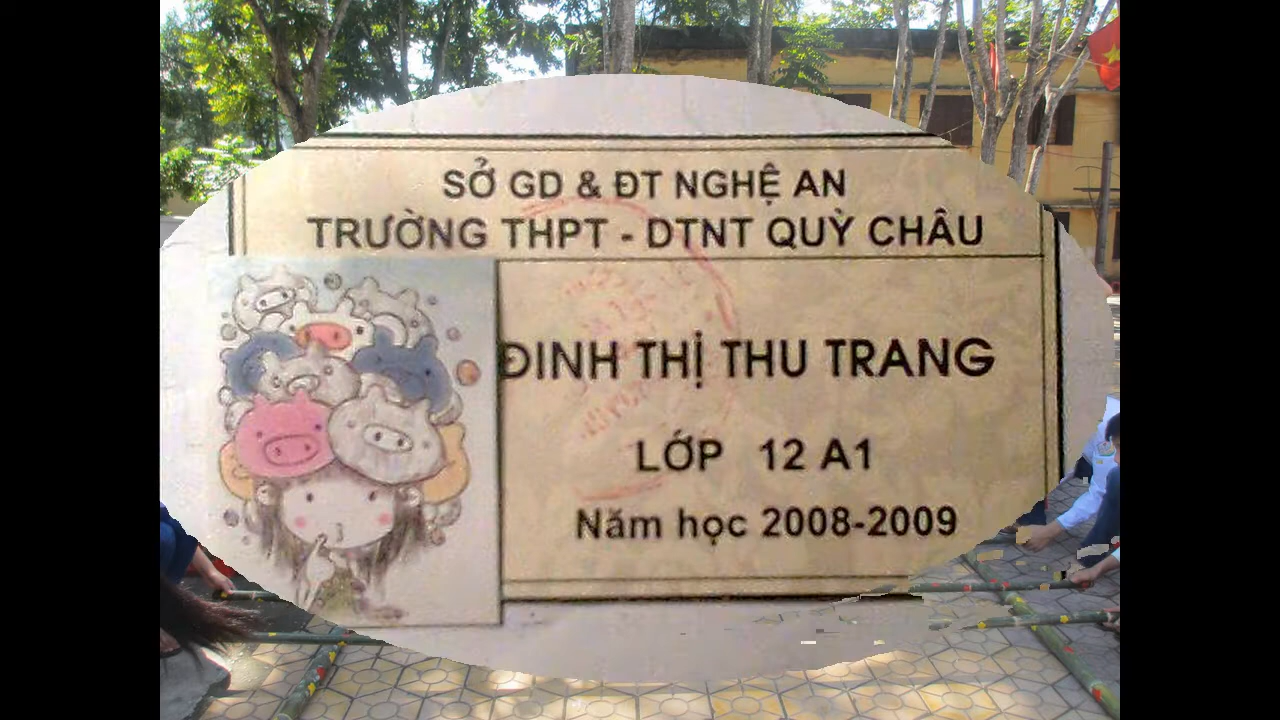 SỞ GD & ĐT NGHỆ AN
TRƯỜNG THPT - DTNT QUỲ CHÂU
ĐINH THỊ THU TRANG
LỚP 12 A1
Năm học 2008-2009